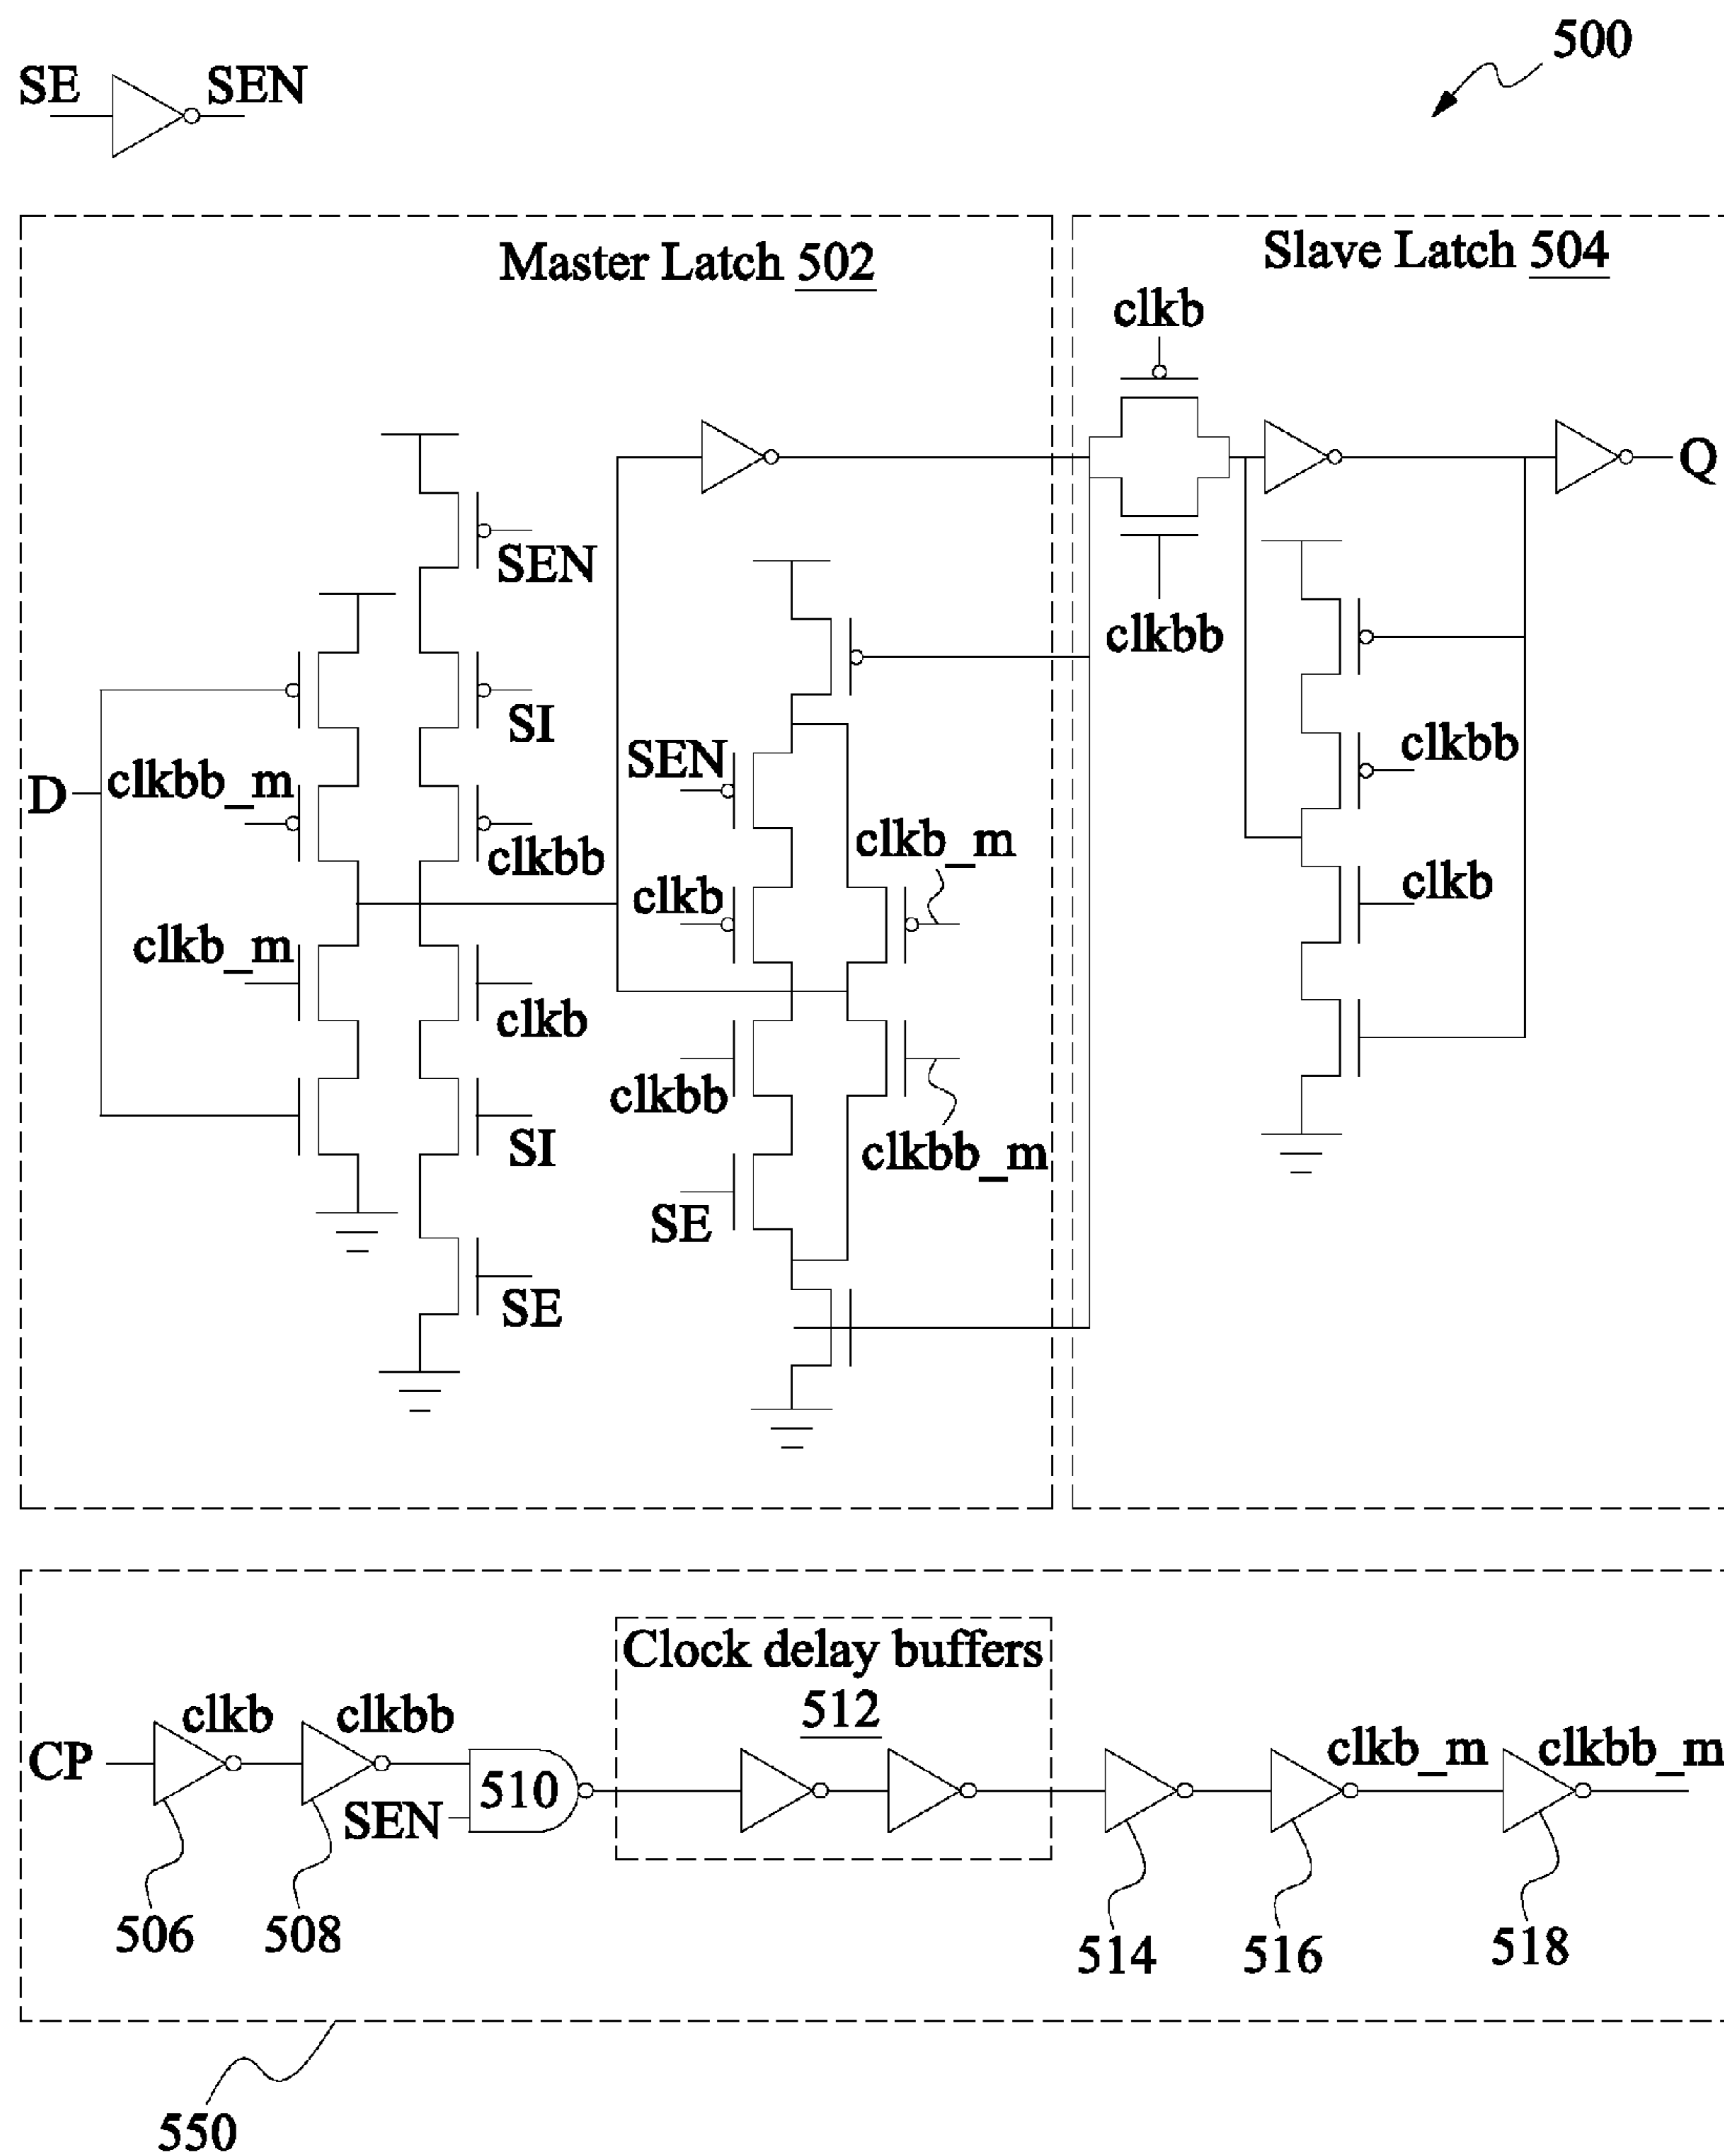 500
SE
SEN
Master Latch 502
Slave Latch 504
clkb
Q
SEN
clkbb
SI
SEN
clkbb
D
clkbb_m
clkb_m
clkbb
clkb
clkb
clkb_m
clkb
clkbb
SI
clkbb_m
SE
SE
Clock delay buffers
512
CP
clkb
clkbb
510
SEN
clkb_m
clkbb_m
506
508
514
516
518
550